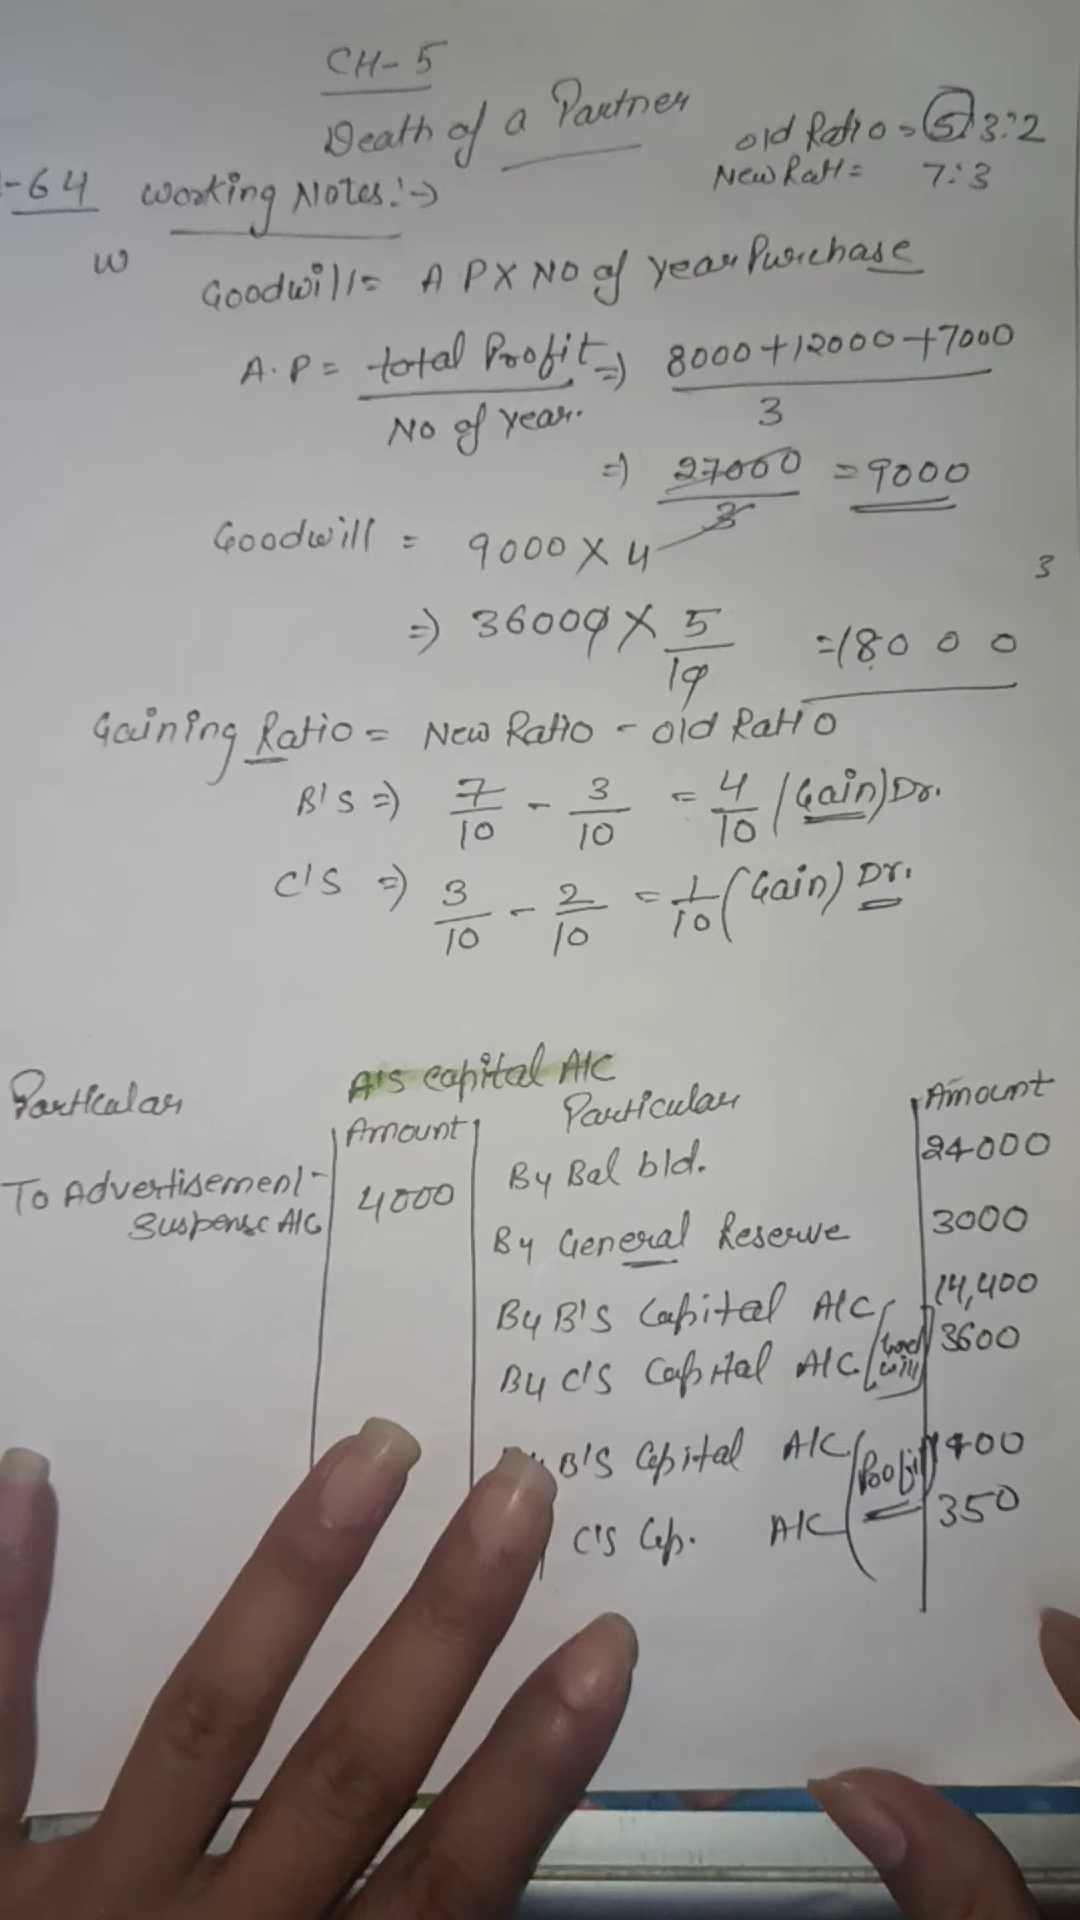 CH-5
Death of a Partner
Old Ratio = 5:3:2
New Rati = 7:3
-64 Working Notes:→
W
Goodwill = A P X NO of year Purchase
A.P = total Profit / No of year. ⇒ 8000+12000+7000 / 3
⇒ 27000 / 3 = 9000
Goodwill = 9000 X 4
3
⇒ 36000 X 5/10 = 18000
Gaining Ratio = New Ratio - Old Ratio
B'S ⇒ 7/10 - 3/10 = 4/10 (Gain) Dr.
C'S ⇒ 3/10 - 2/10 = 1/10 (Gain) Dr.
A'S Capital A/C
Particular Amount Particular Amount
To Advertisement 4000 By Bal b/d. 24000
Suspense A/C
By General Reserve 3000
By B'S Capital A/C 14,400
By C'S Capital A/C (Good will) 3600
B'S Capital A/C (Profit) 1400
C'S Cap. A/C 350